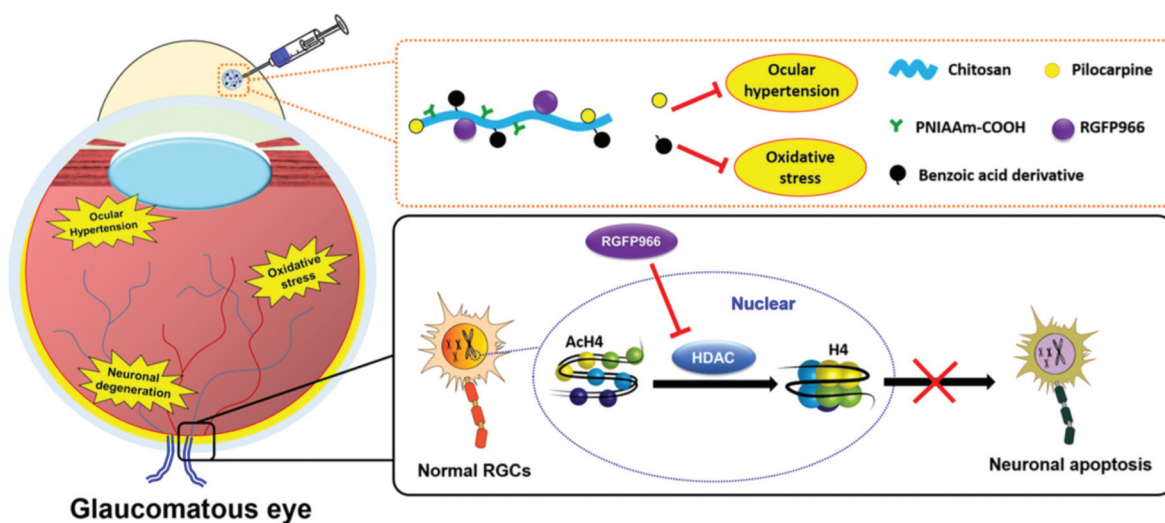 Ocular
hypertension
Chitosan
Pilocarpine
PNIAAm-COOH
RGFP966
Oxidative
stress
Benzoic acid derivative
Ocular
Hypertension
Oxidative
stress
Neuronal
degeneration
Glaucomatous eye
RGFP966
Nuclear
AcH4
HDAC
H4
Normal RGCs
Neuronal apoptosis